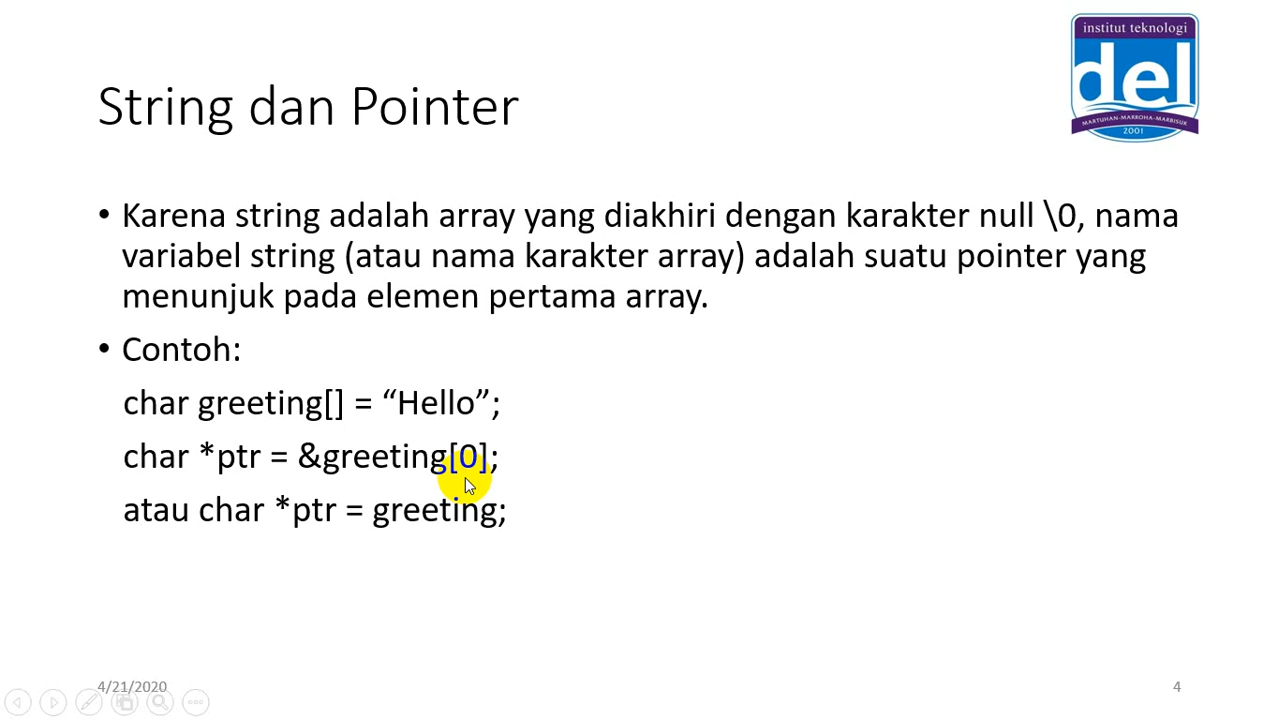 institut teknologi
del
MARTUHAN-MARROHA-MARBISUK
2001
String dan Pointer
• Karena string adalah array yang diakhiri dengan karakter null \0, nama
variabel string (atau nama karakter array) adalah suatu pointer yang
menunjuk pada elemen pertama array.
• Contoh:
char greeting[] = “Hello”;
char *ptr = &greeting[0];
atau char *ptr = greeting;
4/21/2020
4